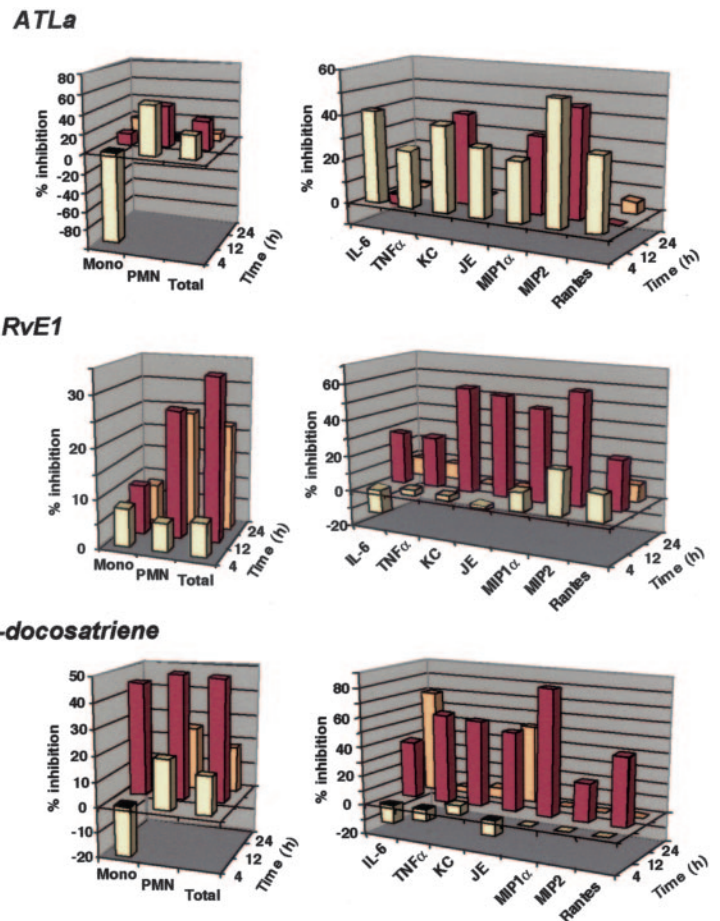 ATLa
80
60
40
20
0
-20
-40
-60
-80
% inhibition
Mono
PMN
Total
4
12
24
Time (h)
60
40
20
0
% inhibition
IL-6
TNFα
KC
JE
MIP1α
MIP2
Rantes
4
12
24
Time (h)
RvE1
30
20
10
0
% inhibition
Mono
PMN
Total
4
12
24
Time (h)
60
40
20
0
-20
% inhibition
IL-6
TNFα
KC
JE
MIP1α
MIP2
Rantes
4
12
24
Time (h)
-docosatriene
50
40
30
20
10
0
-10
-20
% inhibition
Mono
PMN
Total
4
12
24
Time (h)
80
60
40
20
0
-20
% inhibition
IL-6
TNFα
KC
JE
MIP1α
MIP2
Rantes
4
12
24
Time (h)